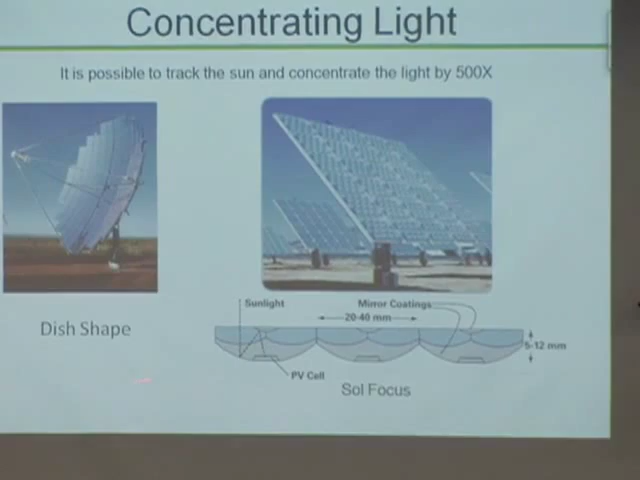 Concentrating Light
It is possible to track the sun and concentrate the light by 500X
Sunlight
Mirror Coatings
20-40 mm
Dish Shape
5-12 mm
PV Cell
Sol Focus